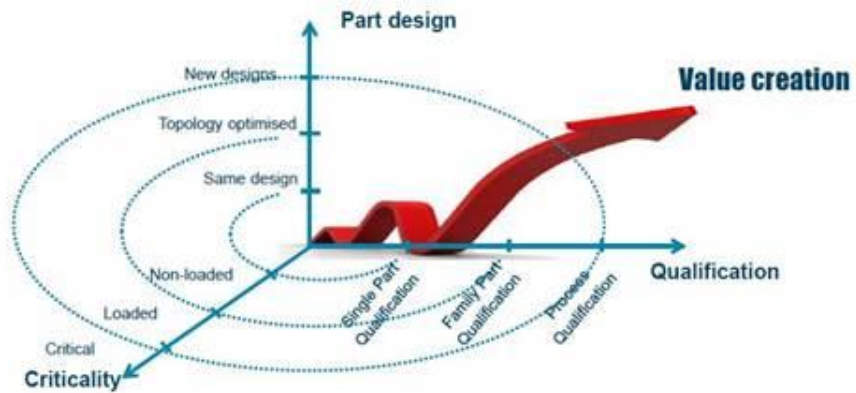 Part design
New designs
Value creation
Topology optimised
Same design
Non-loaded
Single Part
Qualification
Family Part
Qualification
Process
Qualification
Qualification
Loaded
Critical
Criticality